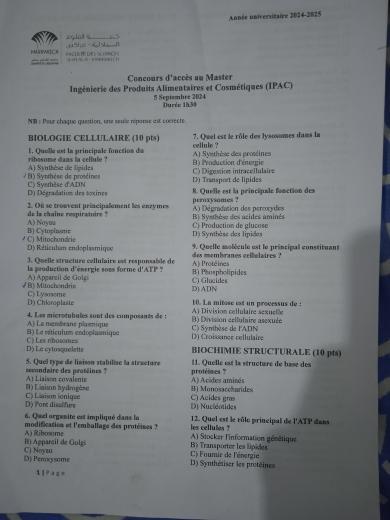 Année universitaire 2024-2025
MARRAKECH
Concours d'accès au Master
Ingénierie des Produits Alimentaires et Cosmétiques (IPAC)
5 Septembre 2024
Durée 1h30
NB : Pour chaque question, une seule réponse est correcte.
BIOLOGIE CELLULAIRE (10 pts)
1. Quelle est la principale fonction du
ribosome dans la cellule ?
A) Synthèse de lipides
B) Synthèse de protéines
C) Synthèse d'ADN
D) Dégradation des toxines
2. Où se trouvent principalement les enzymes
de la chaîne respiratoire ?
A) Noyau
B) Cytoplasme
C) Mitochondrie
D) Réticulum endoplasmique
3. Quelle structure cellulaire est responsable de
la production d'énergie sous forme d'ATP ?
A) Appareil de Golgi
B) Mitochondrie
C) Lysosome
D) Chloroplaste
4. Les microtubules sont des composants de :
A) La membrane plasmique
B) Le réticulum endoplasmique
C) Les ribosomes
D) Le cytosquelette
5. Quel type de liaison stabilise la structure
secondaire des protéines ?
A) Liaison covalente
B) Liaison hydrogène
C) Liaison ionique
D) Pont disulfure
6. Quel organite est impliqué dans la
modification et l'emballage des protéines ?
A) Ribosome
B) Appareil de Golgi
C) Noyau
D) Peroxysome
1 | Page
7. Quel est le rôle des lysosomes dans la
cellule ?
A) Synthèse des protéines
B) Production d'énergie
C) Digestion intracellulaire
D) Transport de lipides
8. Quelle est la principale fonction des
peroxysomes ?
A) Dégradation des peroxydes
B) Synthèse des acides aminés
C) Production de glucose
D) Synthèse des lipides
9. Quelle molécule est le principal constituant
des membranes cellulaires ?
A) Protéines
B) Phospholipides
C) Glucides
D) ADN
10. La mitose est un processus de :
A) Division cellulaire sexuelle
B) Division cellulaire asexuée
C) Synthèse de l'ADN
D) Croissance cellulaire
BIOCHIMIE STRUCTURALE (10 pts)
11. Quelle est la structure de base des
protéines ?
A) Acides aminés
B) Monosaccharides
C) Acides gras
D) Nucléotides
12. Quel est le rôle principal de l'ATP dans
les cellules ?
A) Stocker l'information génétique
B) Transporter les lipides
C) Fournir de l'énergie
D) Synthétiser les protéines